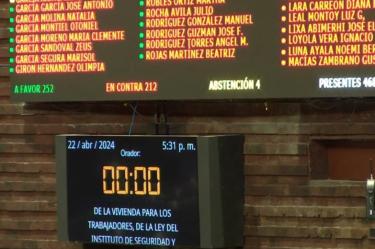 GARCIA GARCIA JOSE ANTONIO
GARCIA MOLINA NATALIA
GARCIA MONTIEL OTONIEL
GARCIA MORENO MARIA CLEMENTE
GARCIA SANDOVAL ZEUS
GARCIA SEGURA MARISOL
GIRON HERNANDEZ OLIMPIA
ROBLES ORTIZ MARTHA
ROCHA AVILA JULIO
RODRIGUEZ GONZALEZ MANUEL
RODRIGUEZ GUZMAN JOSE F.
RODRIGUEZ TORRES ANGEL M.
ROJAS MARTINEZ BEATRIZ
LARA CARREON DIANA
LEAL MONTOY LUZ
LIXA ABIMERHI JOSE EL
LOYOLA VERA IGNACIO
LUNA AYALA NOEMI BER
MACIAS ZAMBRANO GUS
A FAVOR 252
EN CONTRA 212
ABSTENCIÓN 4
PRESENTES 468
22 / abr / 2024
5:31 p. m.
Orador:
00:00
DE LA VIVIENDA PARA LOS
TRABAJADORES, DE LA LEY DEL
INSTITUTO DE SEGURIDAD Y